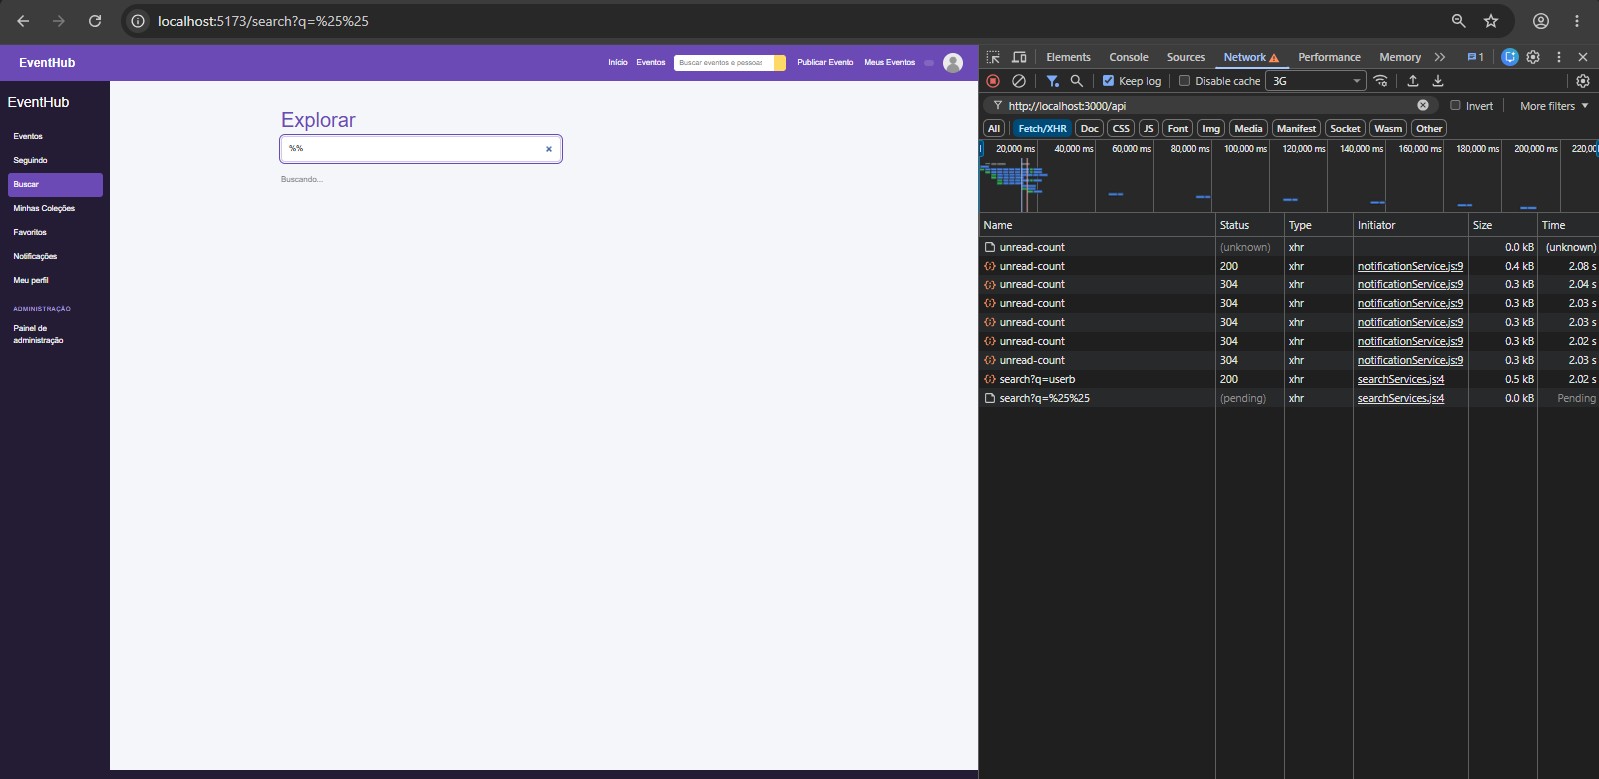 localhost:5173/search?q=%25%25
EventHub
Início Eventos Buscar eventos e pessoas Publicar Evento Meus Eventos
EventHub
Eventos
Seguindo
Buscar
Minhas Coleções
Favoritos
Notificações
Meu perfil
ADMINISTRAÇÃO
Painel de
administração
Explorar
%%
Buscando...
Elements Console Sources Network Performance Memory 1
Keep log Disable cache 3G
http://localhost:3000/api Invert More filters
All Fetch/XHR Doc CSS JS Font Img Media Manifest Socket Wasm Other
20,000 ms 40,000 ms 60,000 ms 80,000 ms 100,000 ms 120,000 ms 140,000 ms 160,000 ms 180,000 ms 200,000 ms 220,00
Name Status Type Initiator Size Time
unread-count (unknown) xhr 0.0 kB (unknown)
unread-count 200 xhr notificationService.js:9 0.4 kB 2.08 s
unread-count 304 xhr notificationService.js:9 0.3 kB 2.04 s
unread-count 304 xhr notificationService.js:9 0.3 kB 2.03 s
unread-count 304 xhr notificationService.js:9 0.3 kB 2.03 s
unread-count 304 xhr notificationService.js:9 0.3 kB 2.02 s
unread-count 304 xhr notificationService.js:9 0.3 kB 2.03 s
search?q=userb 200 xhr searchServices.js:4 0.5 kB 2.02 s
search?q=%25%25 (pending) xhr searchServices.js:4 0.0 kB Pending